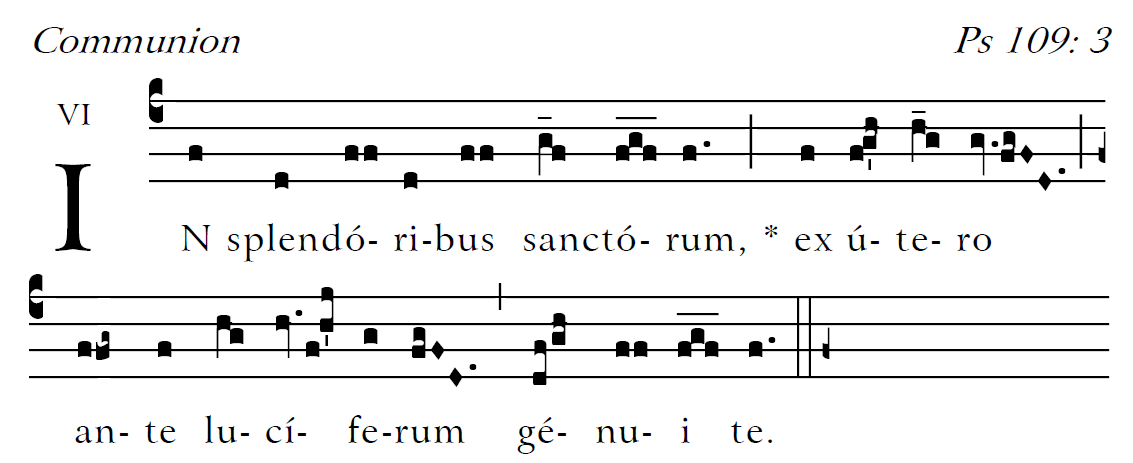 Communion Ps 109: 3
VI
IN splendó- ri-bus sanctó- rum, * ex ú- te- ro
an- te lu- cí- fe-rum gé- nu- i te.